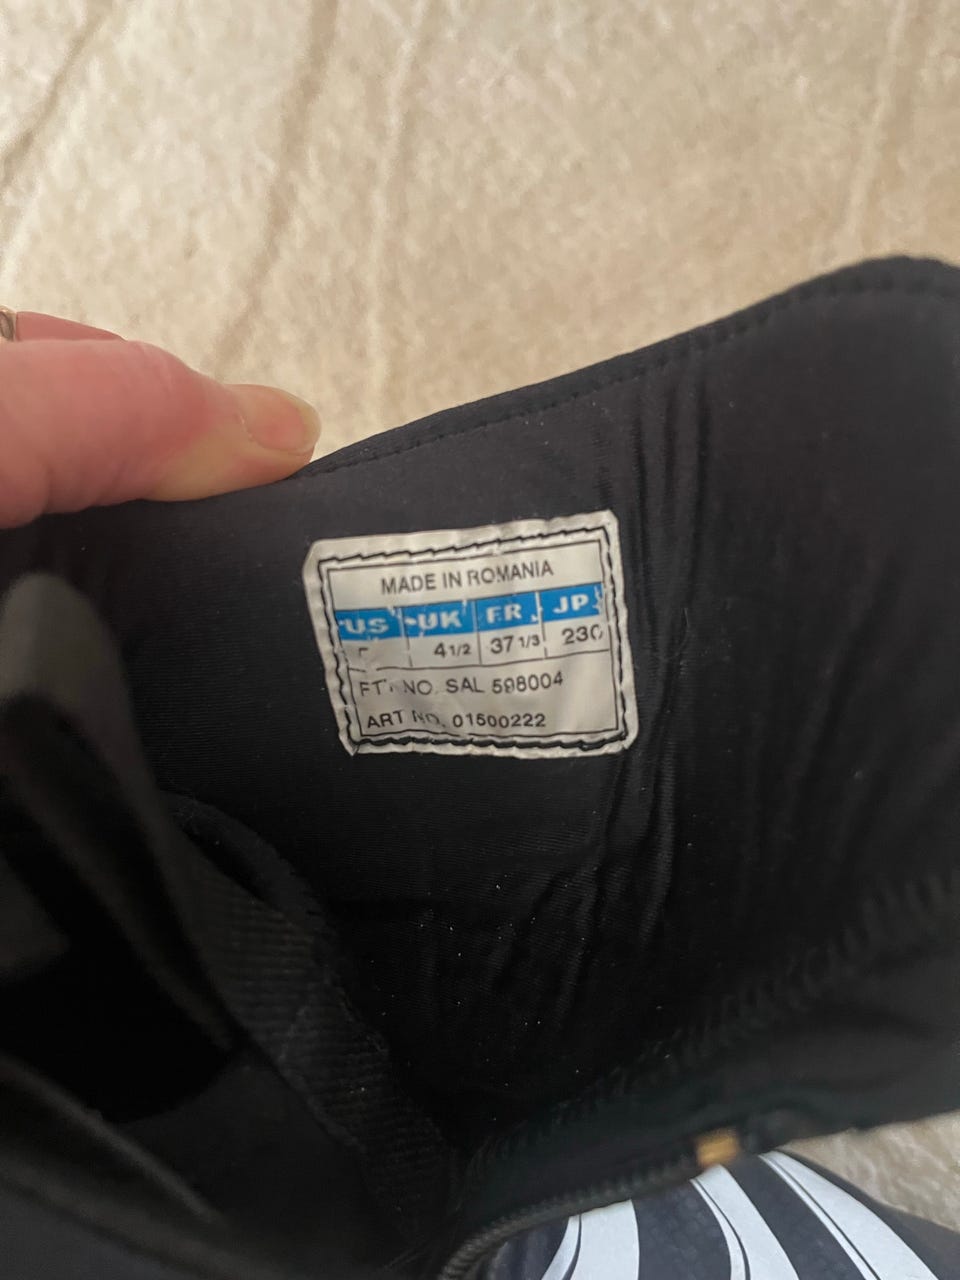 MADE IN ROMANIA
US UK FR JP
4 1/2 37 1/3 230
NO. SAL 598004
ART NO. 01500222